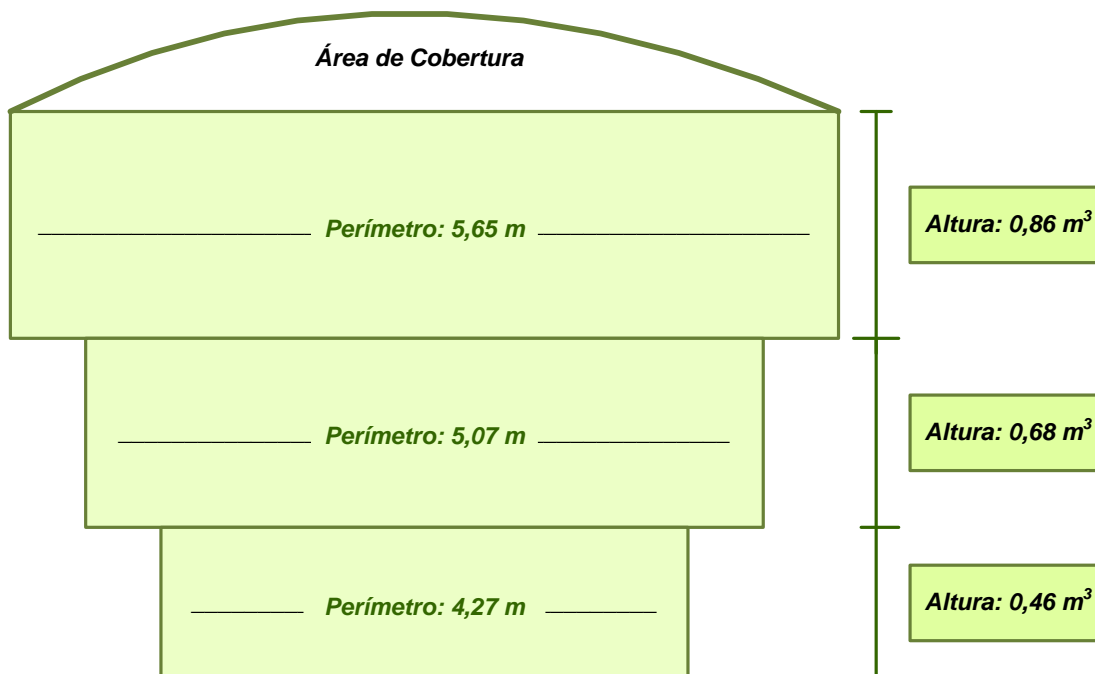 Área de Cobertura
Perímetro: 5,65 m
Altura: 0,86 m³
Perímetro: 5,07 m
Altura: 0,68 m³
Perímetro: 4,27 m
Altura: 0,46 m³